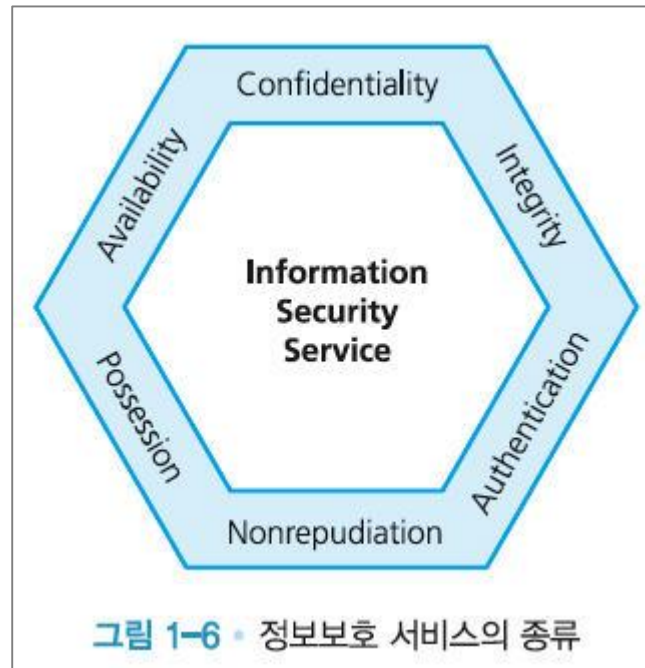 Confidentiality
Integrity
Authentication
Nonrepudiation
Possession
Availability
Information
Security
Service
그림 1-6 • 정보보호 서비스의 종류